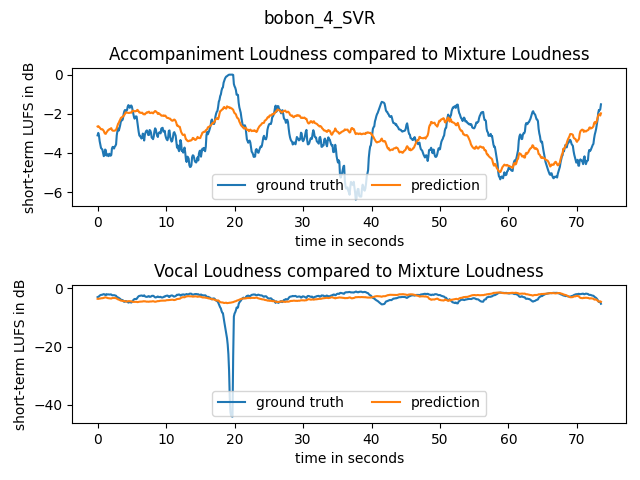 bobon_4_SVR
Accompaniment Loudness compared to Mixture Loudness
short-term LUFS in dB
0
−2
−4
−6
ground truth prediction
0 10 20 30 40 50 60 70
time in seconds
Vocal Loudness compared to Mixture Loudness
short-term LUFS in dB
0
−20
−40
ground truth prediction
0 10 20 30 40 50 60 70
time in seconds